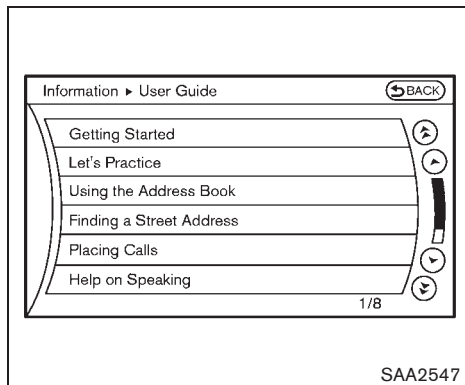 Information ▸ User Guide
BACK
Getting Started
Let's Practice
Using the Address Book
Finding a Street Address
Placing Calls
Help on Speaking
1/8
SAA2547